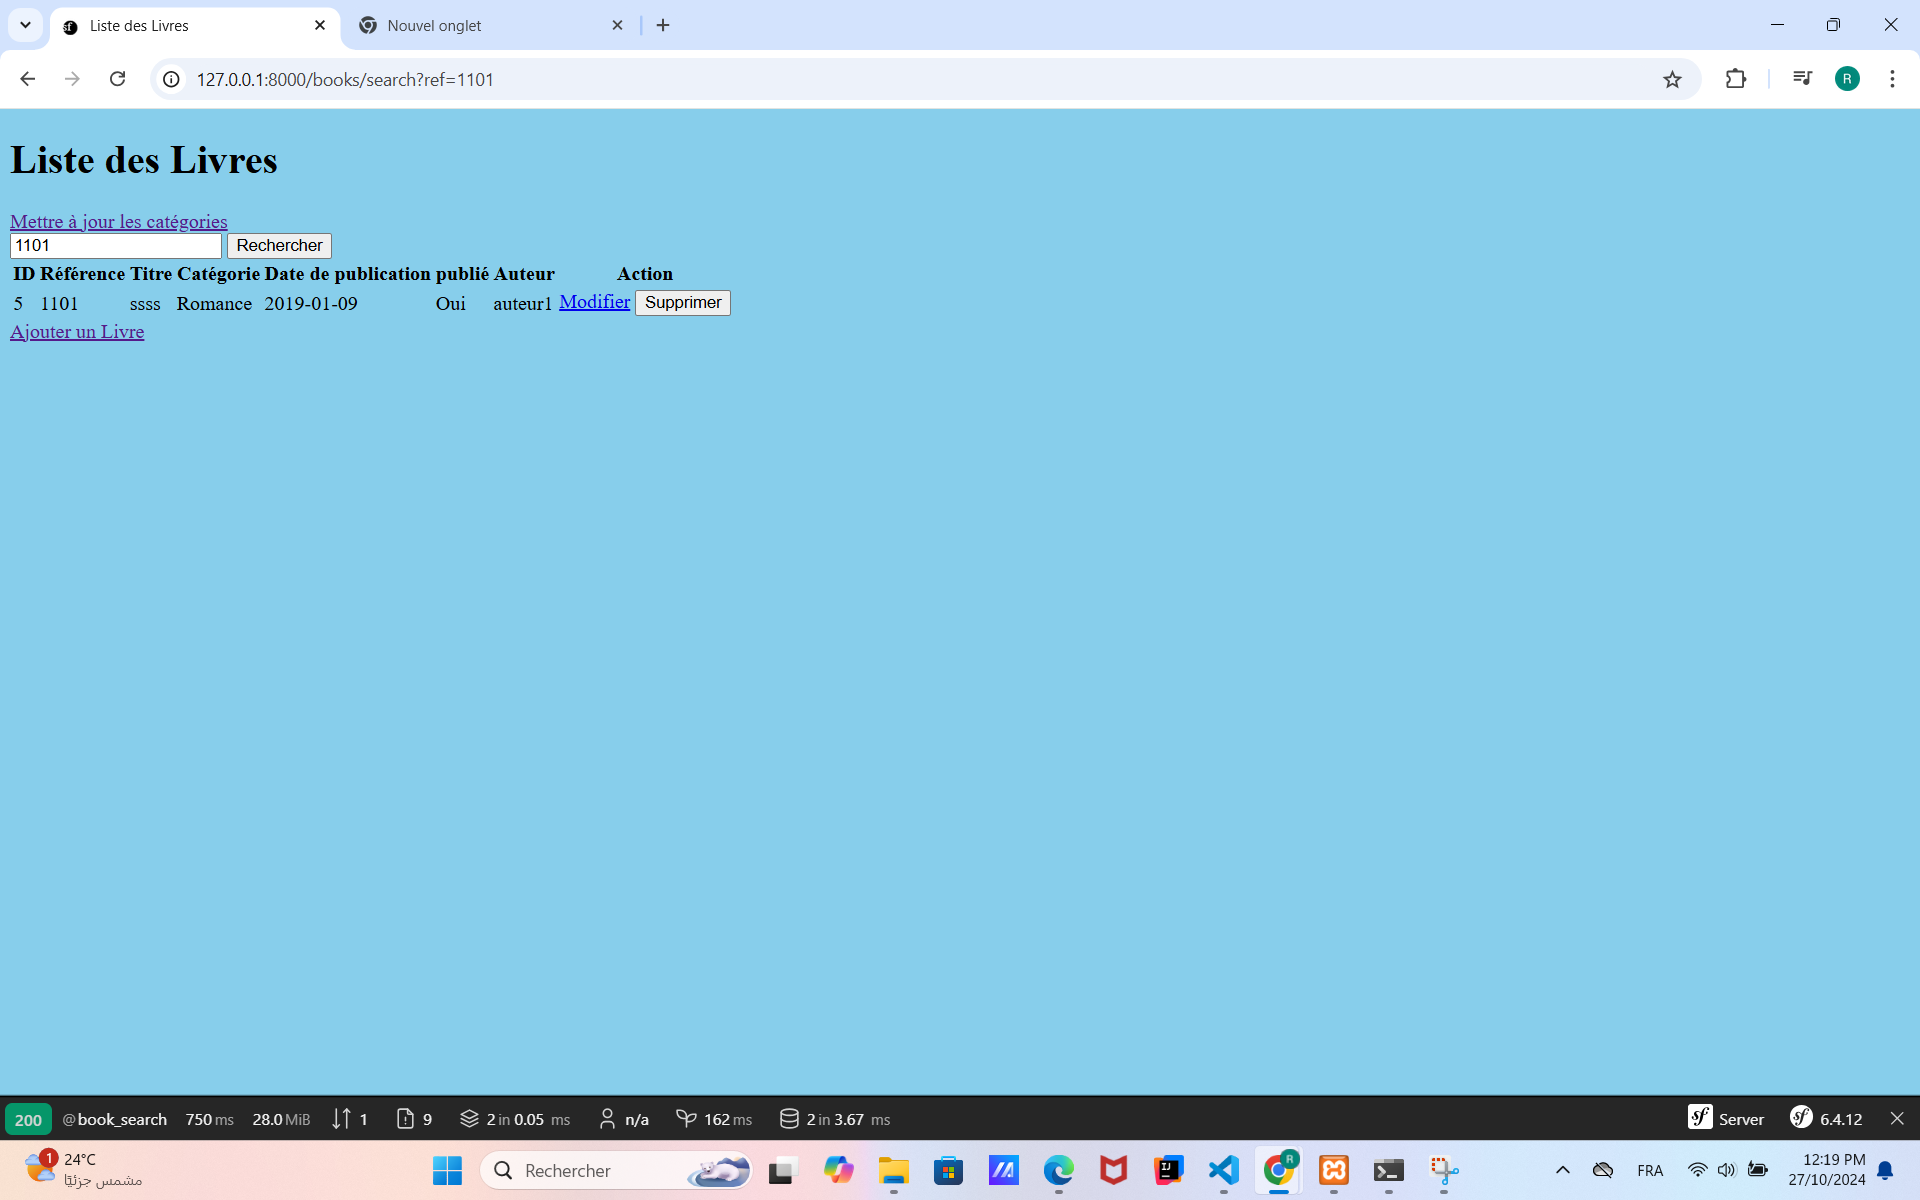 Liste des Livres
Nouvel onglet
127.0.0.1:8000/books/search?ref=1101
R
Liste des Livres
Mettre à jour les catégories
1101 Rechercher
ID Référence Titre Catégorie Date de publication publié Auteur Action
5 1101 ssss Romance 2019-01-09 Oui auteur1 Modifier Supprimer
Ajouter un Livre
200 @book_search 750 ms 28.0 MiB 1 9 2 in 0.05 ms n/a 162 ms 2 in 3.67 ms sf Server sf 6.4.12
1 24°C
مشمس جزئيًا
Rechercher
IJ
R
FRA
12:19 PM
27/10/2024